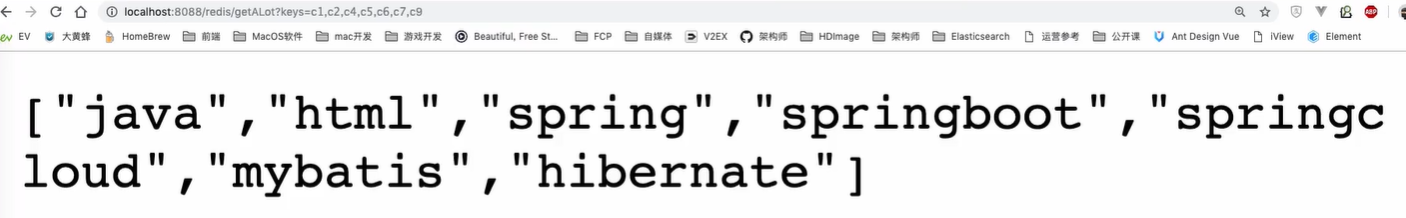 localhost:8088/redis/getALot?keys=c1,c2,c4,c5,c6,c7,c9
EV 大黄蜂 HomeBrew 前端 MacOS软件 mac开发 游戏开发 Beautiful, Free St... FCP 自媒体 V2EX 架构师 HDImage 架构师 Elasticsearch 运营参考 公开课 Ant Design Vue iView Element
["java","html","spring","springboot","springc
loud","mybatis","hibernate"]